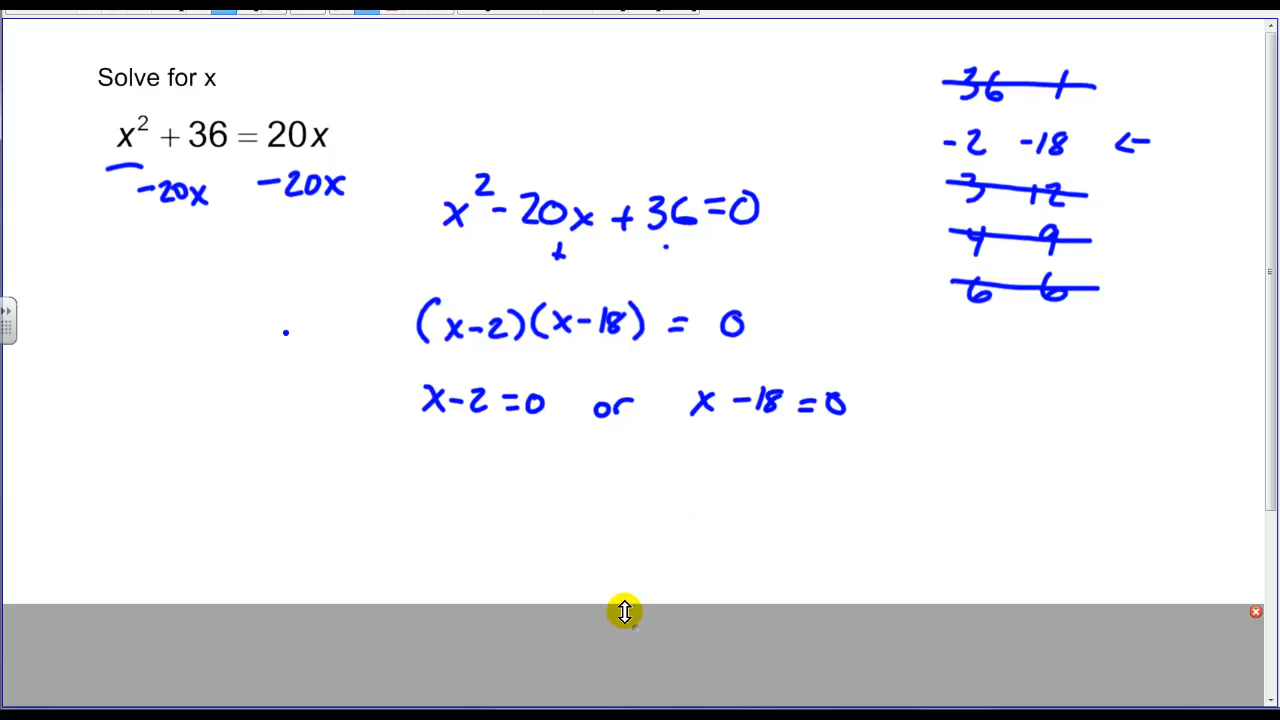 Solve for x
x² + 36 = 20x
-20x -20x
x² - 20x + 36 = 0
+ .
(x-2)(x-18) = 0
x-2=0 or x-18=0
36 1
-2 -18 ←
3 12
4 9
6 6